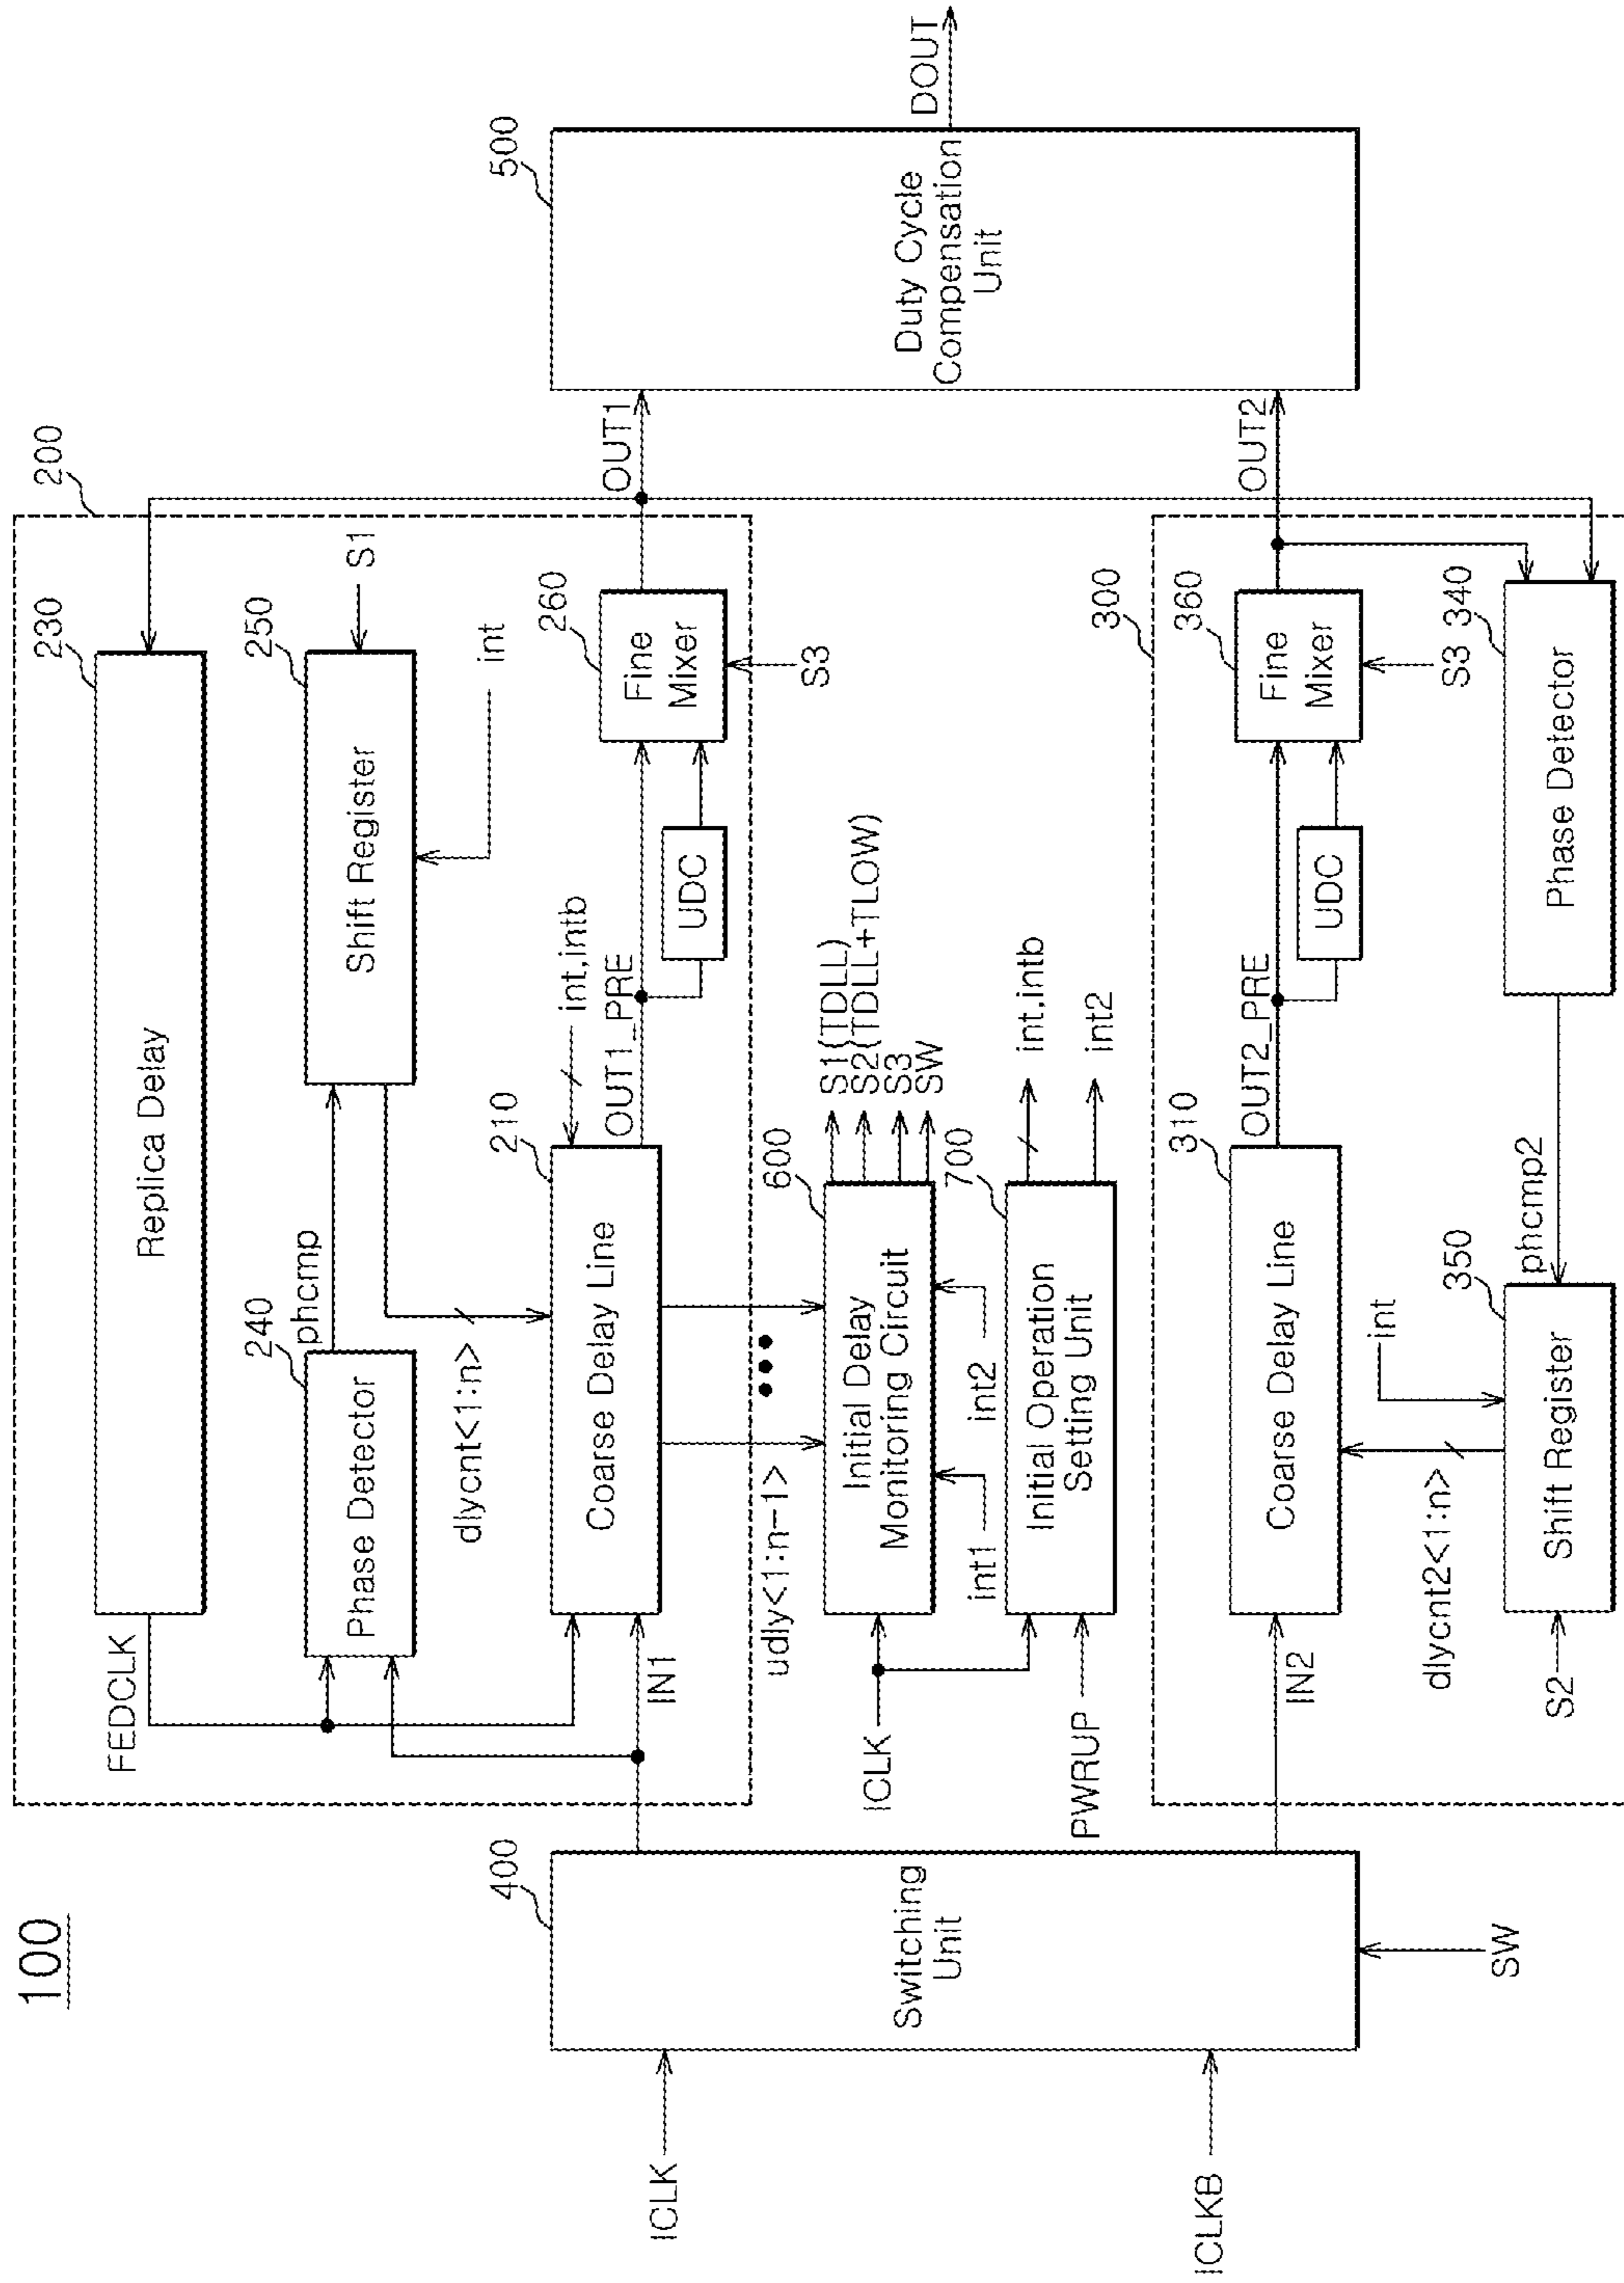 100
ICLK
ICLKB
400
Switching
Unit
SW
200
FEDCLK
230
Replica Delay
240
Phase Detector
phcmp
250
Shift Register
S1
int
dlycnt<1:n>
IN1
210
Coarse Delay Line
int,intb
OUT1_PRE
UDC
260
Fine
Mixer
S3
OUT1
udly<1:n-1>
ICLK
600
Initial Delay
Monitoring Circuit
int1
int2
S1(TDLL)
S2(TDLL+TLOW)
S3
SW
PWRUP
700
Initial Operation
Setting Unit
int,intb
int2
300
IN2
310
Coarse Delay Line
OUT2_PRE
UDC
360
Fine
Mixer
S3
OUT2
dlycnt2<1:n>
int
S2
350
Shift Register
phcmp2
340
Phase Detector
500
Duty Cycle
Compensation
Unit
DOUT